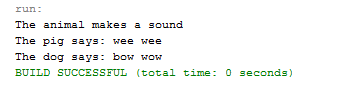 run:
The animal makes a sound
The pig says: wee wee
The dog says: bow wow
BUILD SUCCESSFUL (total time: 0 seconds)